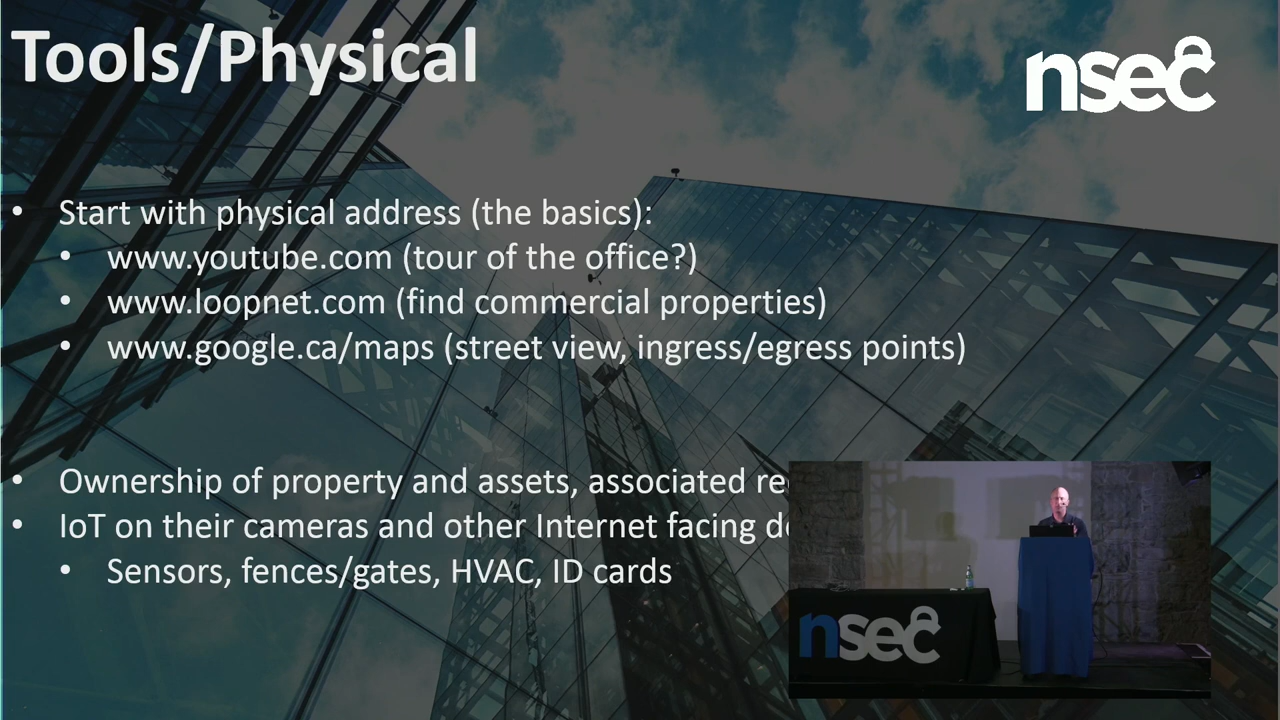 Tools/Physical
nsec
• Start with physical address (the basics):
• www.youtube.com (tour of the office?)
• www.loopnet.com (find commercial properties)
• www.google.ca/maps (street view, ingress/egress points)
• Ownership of property and assets, associated
• IoT on their cameras and other Internet facing
• Sensors, fences/gates, HVAC, ID cards
nsec